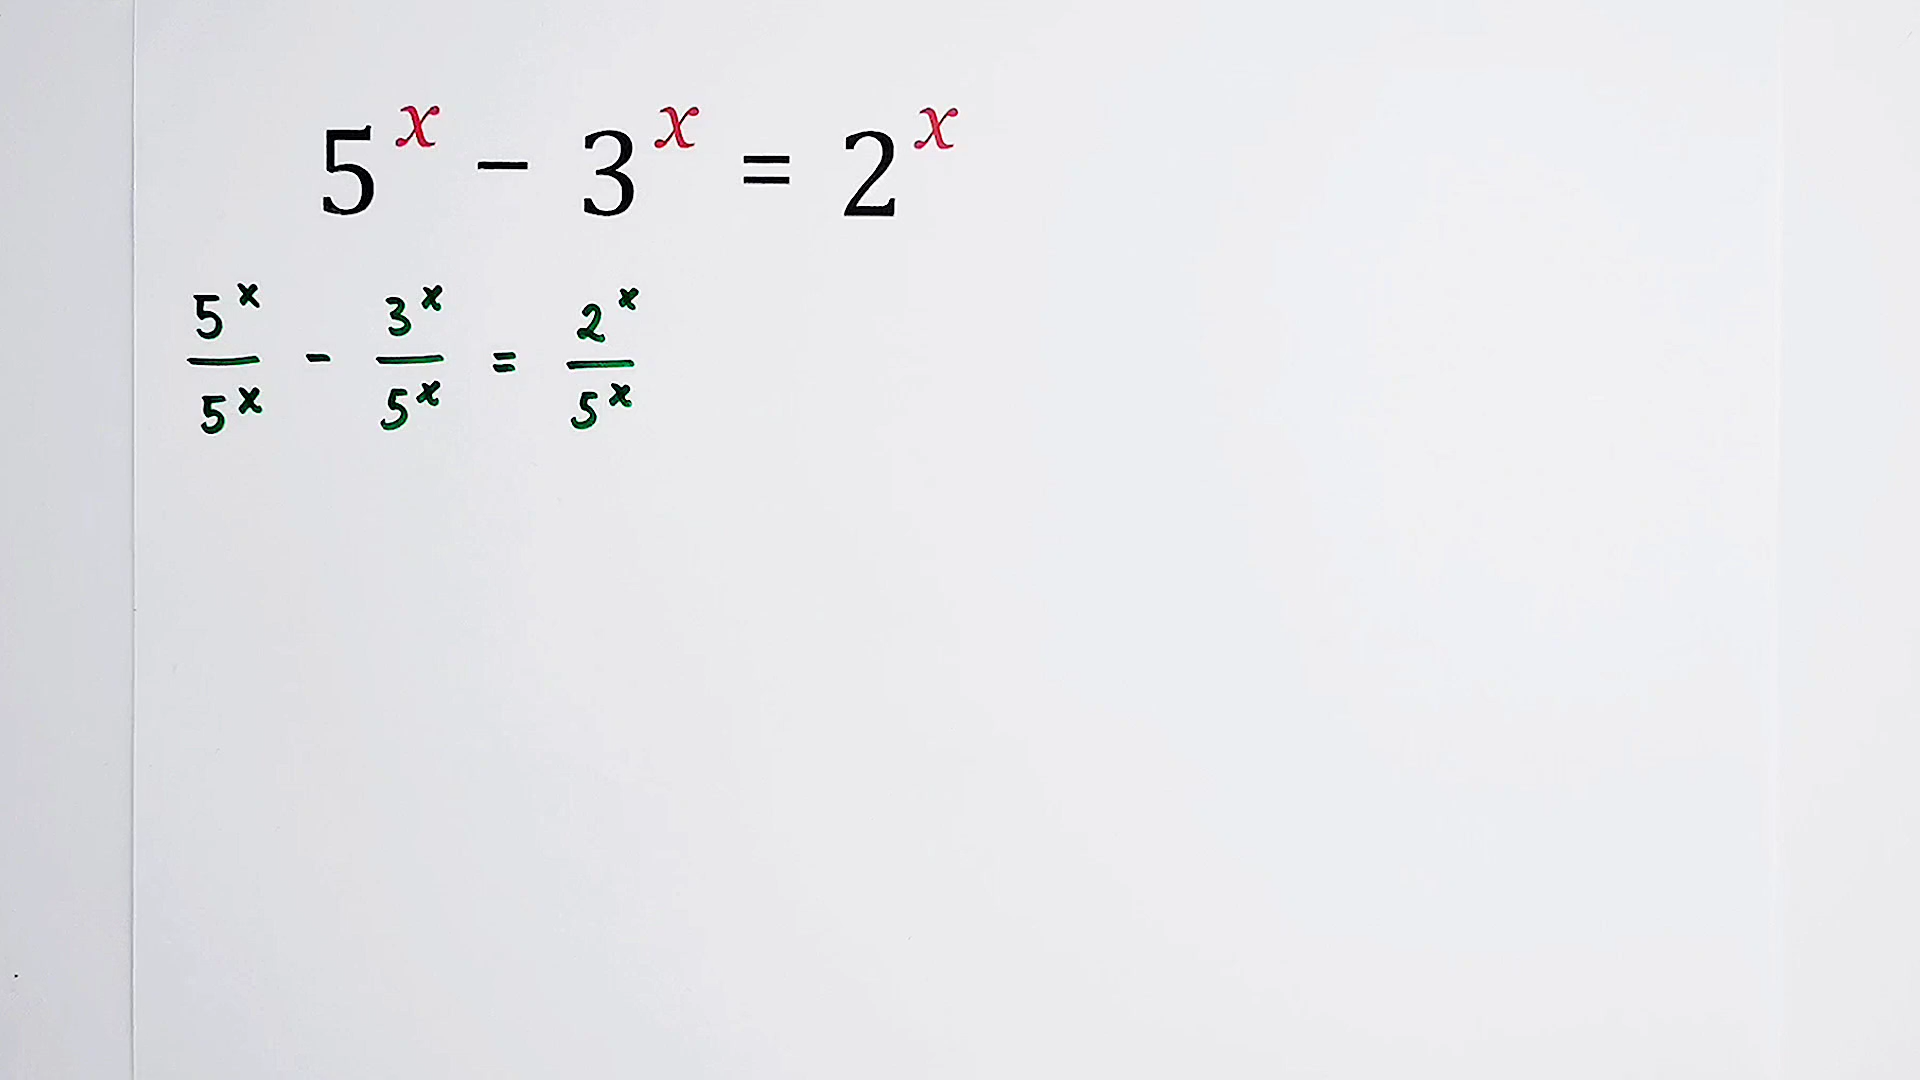 5^x - 3^x = 2^x
5^x/5^x - 3^x/5^x = 2^x/5^x